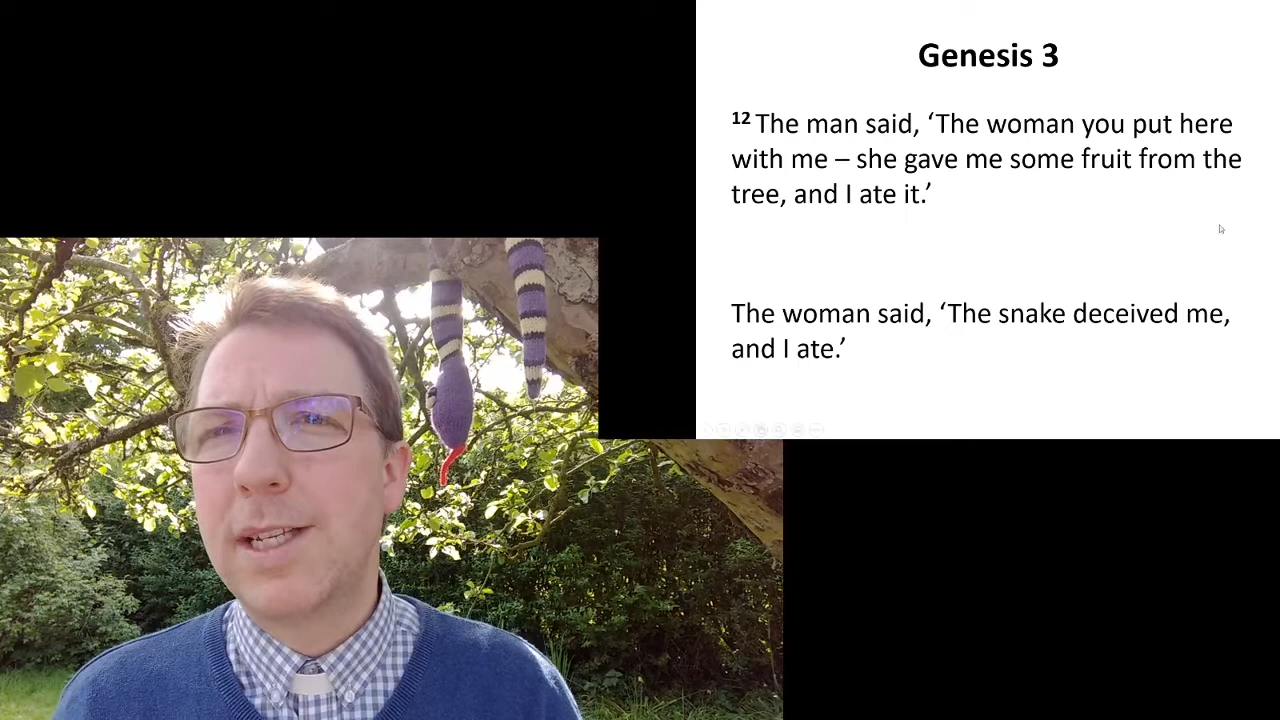 Genesis 3
12 The man said, ‘The woman you put here
with me – she gave me some fruit from the
tree, and I ate it.’
The woman said, ‘The snake deceived me,
and I ate.’